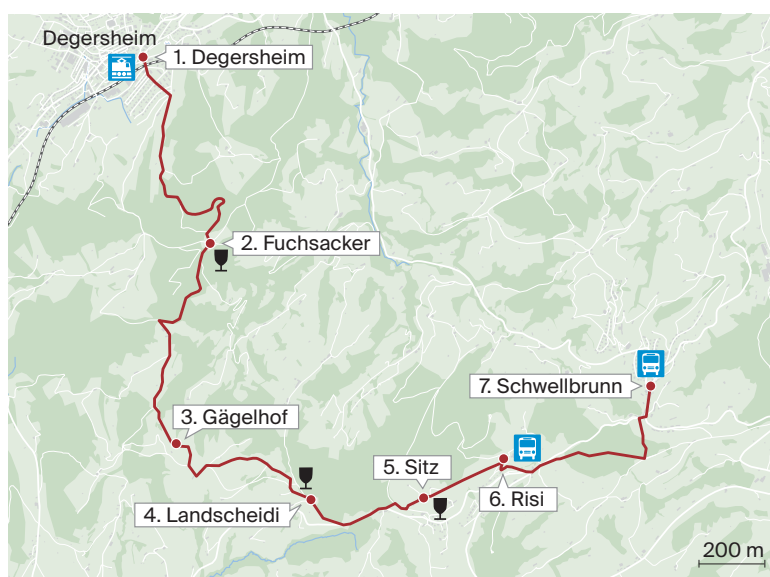 Degersheim
1. Degersheim
2. Fuchsacker
7. Schwellbrunn
3. Gägelhof
5. Sitz
6. Risi
4. Landscheidi
200 m